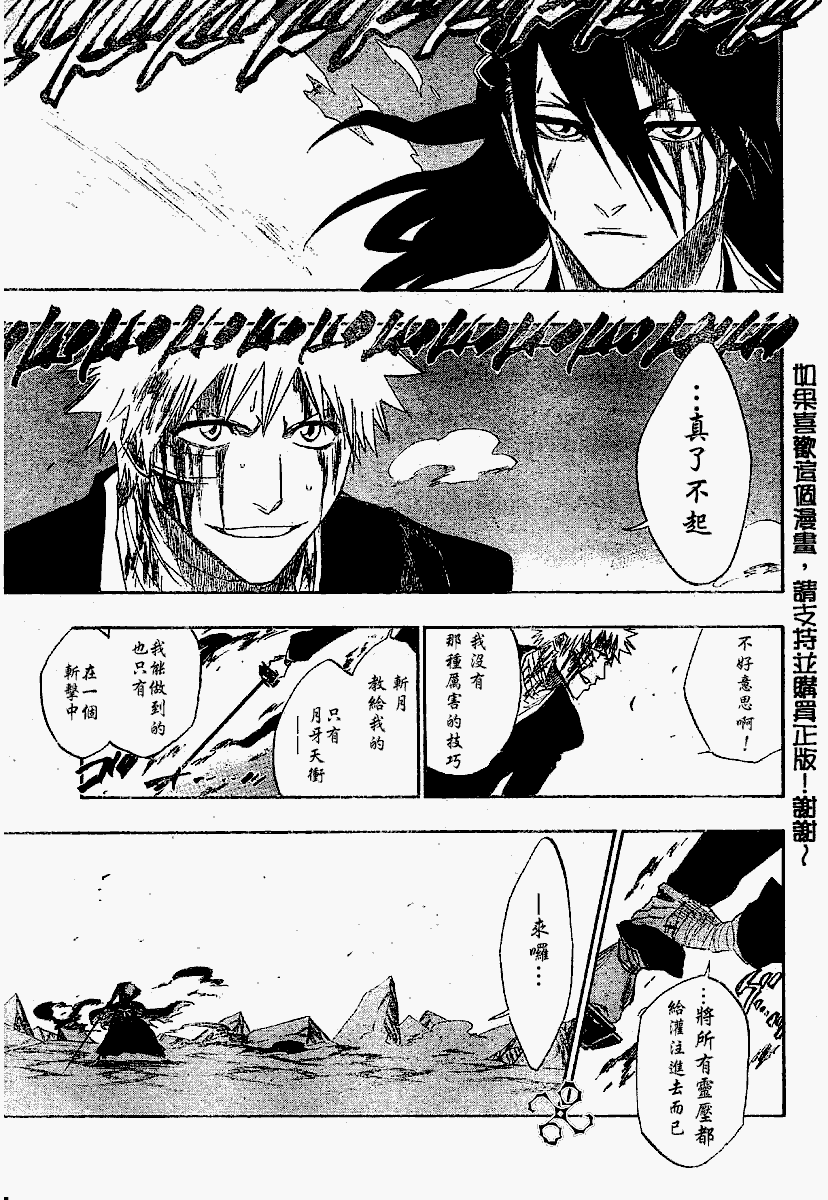 …真了不起
不好意思啊！
我沒有
那種厲害的技巧
斬月
教給我的
只有
月牙天衝
——
我能做到的
也只有
在一個
斬擊中
…將所有靈壓都
給灌注進去而已
—來囉…
如果喜歡這個漫畫，請支持並購買正版！謝謝～